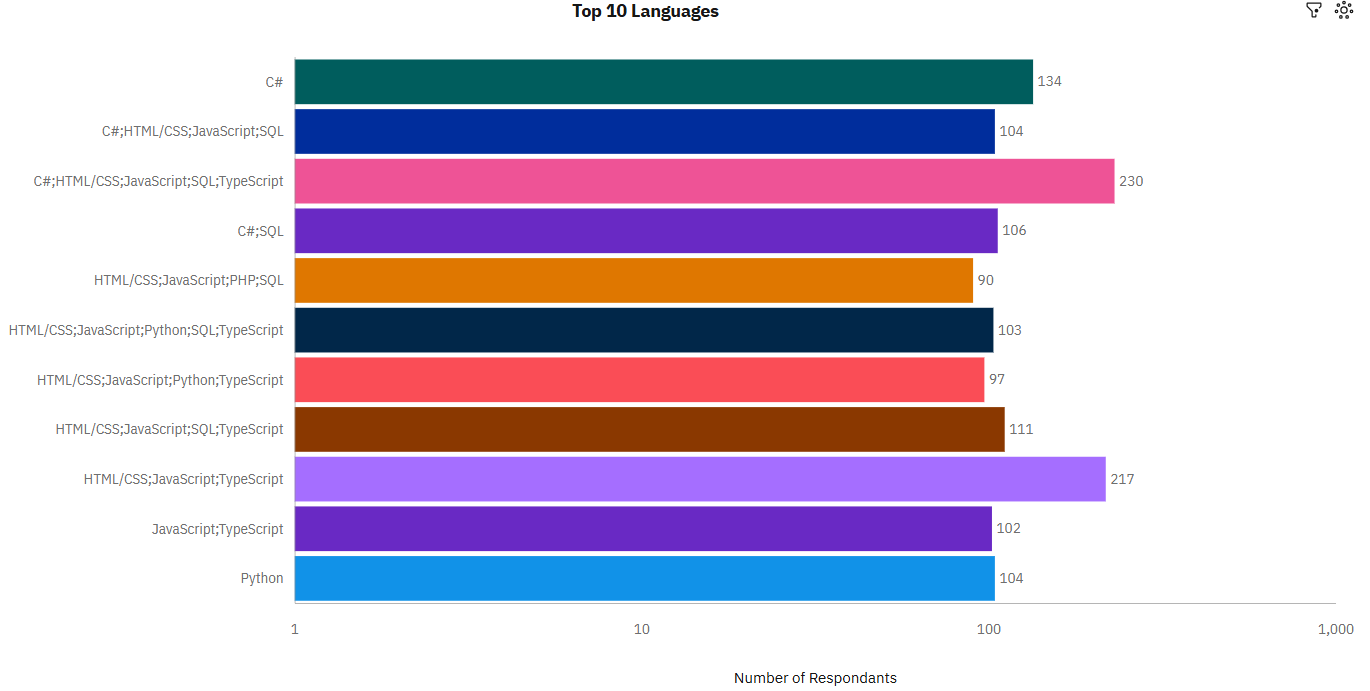 Top 10 Languages
C# 134
C#;HTML/CSS;JavaScript;SQL 104
C#;HTML/CSS;JavaScript;SQL;TypeScript 230
C#;SQL 106
HTML/CSS;JavaScript;PHP;SQL 90
HTML/CSS;JavaScript;Python;SQL;TypeScript 103
HTML/CSS;JavaScript;Python;TypeScript 97
HTML/CSS;JavaScript;SQL;TypeScript 111
HTML/CSS;JavaScript;TypeScript 217
JavaScript;TypeScript 102
Python 104
1 10 100 1,000
Number of Respondants